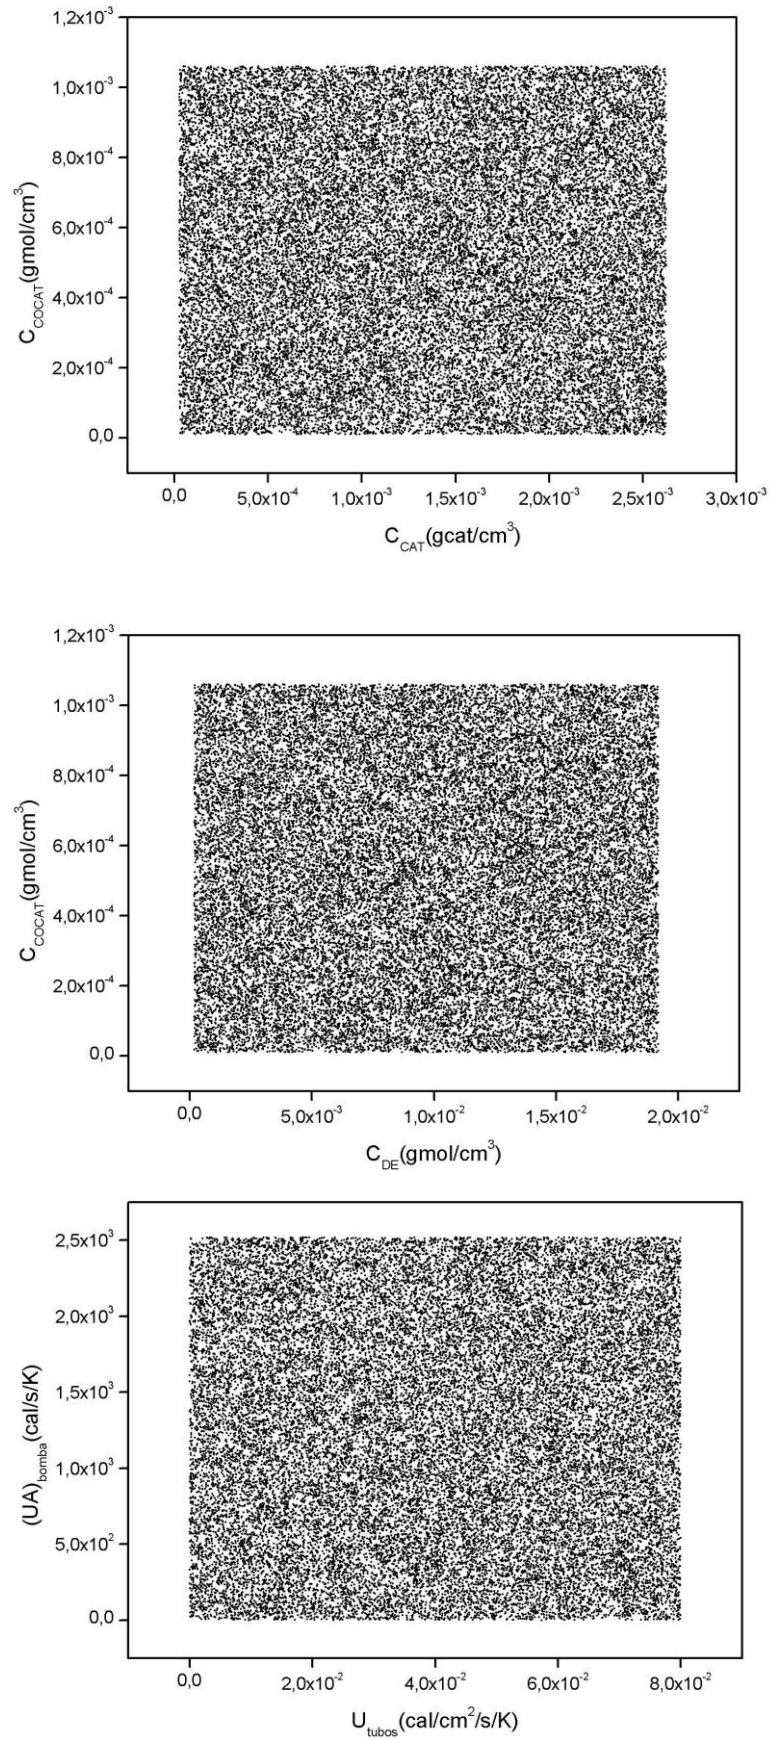 1,2x10⁻³
1,0x10⁻³
8,0x10⁻⁴
6,0x10⁻⁴
4,0x10⁻⁴
2,0x10⁻⁴
0,0
C_COCAT(gmol/cm³)
0,0 5,0x10⁻⁴ 1,0x10⁻³ 1,5x10⁻³ 2,0x10⁻³ 2,5x10⁻³ 3,0x10⁻³
C_CAT(gcat/cm³)
1,2x10⁻³
1,0x10⁻³
8,0x10⁻⁴
6,0x10⁻⁴
4,0x10⁻⁴
2,0x10⁻⁴
0,0
C_COCAT(gmol/cm³)
0,0 5,0x10⁻³ 1,0x10⁻² 1,5x10⁻² 2,0x10⁻²
C_DE(gmol/cm³)
2,5x10³
2,0x10³
1,5x10³
1,0x10³
5,0x10²
0,0
(UA)_bomba(cal/s/K)
0,0 2,0x10⁻² 4,0x10⁻² 6,0x10⁻² 8,0x10⁻²
U_tubos(cal/cm²/s/K)